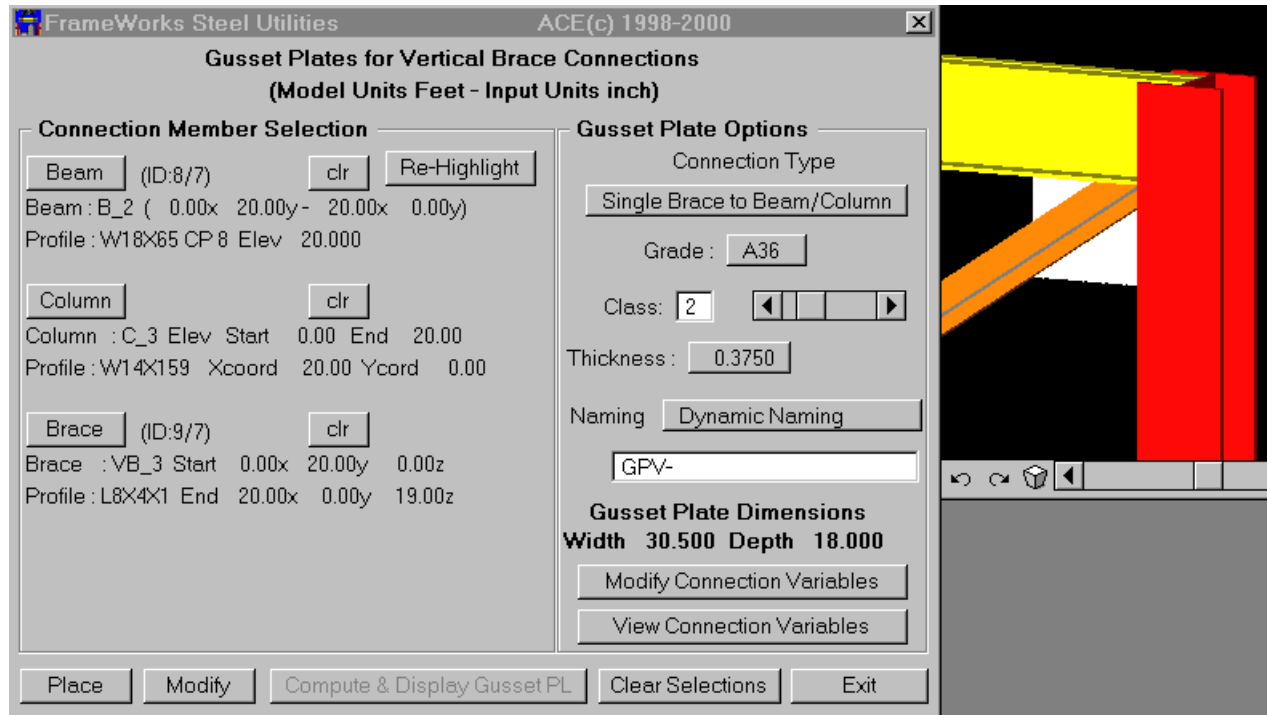 FrameWorks Steel Utilities ACE(c) 1998-2000
Gusset Plates for Vertical Brace Connections
(Model Units Feet - Input Units inch)
Connection Member Selection
Beam (ID:8/7) clr Re-Highlight
Beam : B_2 ( 0.00x 20.00y - 20.00x 0.00y)
Profile : W18X65 CP 8 Elev 20.000
Column clr
Column : C_3 Elev Start 0.00 End 20.00
Profile : W14X159 Xcoord 20.00 Ycord 0.00
Brace (ID:9/7) clr
Brace : VB_3 Start 0.00x 20.00y 0.00z
Profile : L8X4X1 End 20.00x 0.00y 19.00z
Gusset Plate Options
Connection Type
Single Brace to Beam/Column
Grade : A36
Class: 2
Thickness : 0.3750
Naming Dynamic Naming
GPV-
Gusset Plate Dimensions
Width 30.500 Depth 18.000
Modify Connection Variables
View Connection Variables
Place Modify Compute & Display Gusset PL Clear Selections Exit